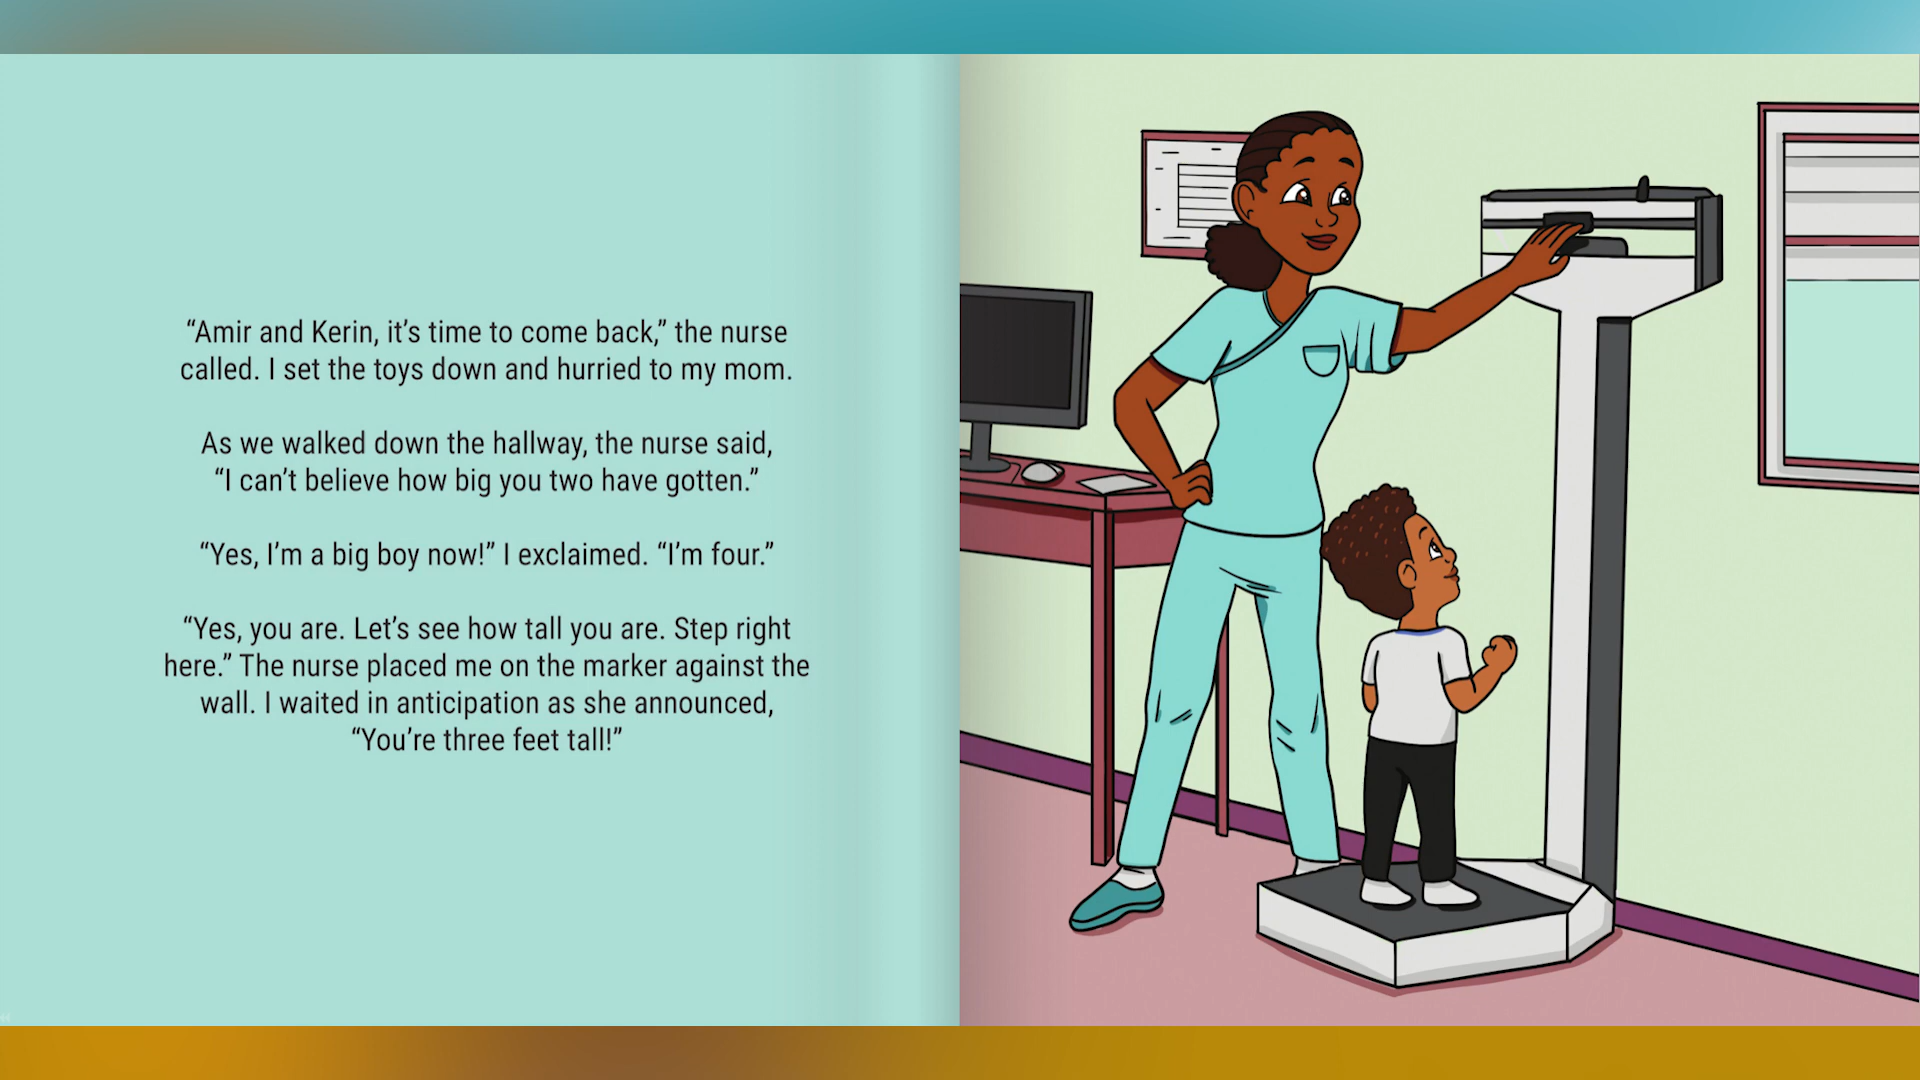 “Amir and Kerin, it’s time to come back,” the nurse
called. I set the toys down and hurried to my mom.
As we walked down the hallway, the nurse said,
“I can’t believe how big you two have gotten.”
“Yes, I’m a big boy now!” I exclaimed. “I’m four.”
“Yes, you are. Let’s see how tall you are. Step right
here.” The nurse placed me on the marker against the
wall. I waited in anticipation as she announced,
“You’re three feet tall!”